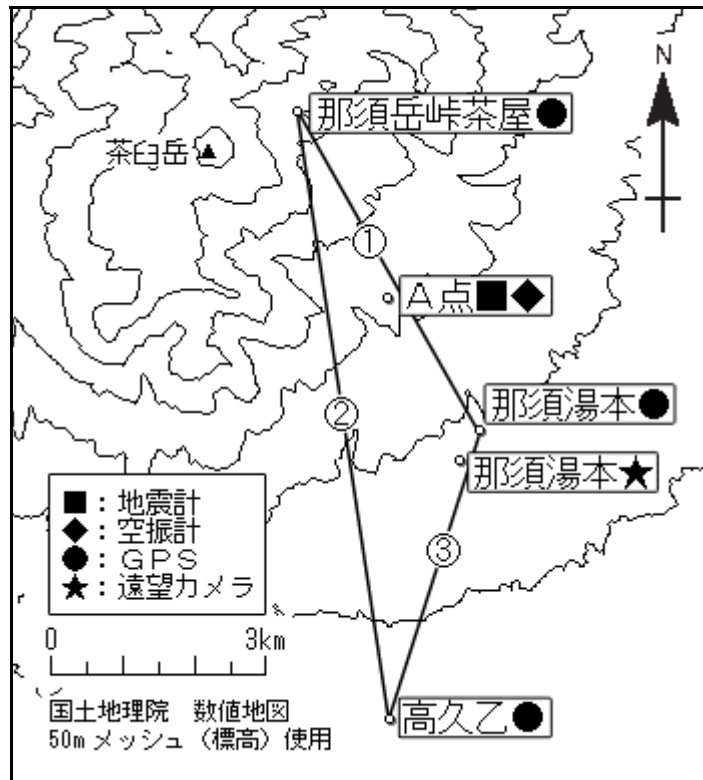 那須岳峠茶屋●
N
茶臼岳▲
①
A点■◆
②
那須湯本●
那須湯本★
③
■：地震計
◆：空振計
●：GPS
★：遠望カメラ
0 3km
国土地理院 数値地図
50mメッシュ（標高）使用
高久乙●